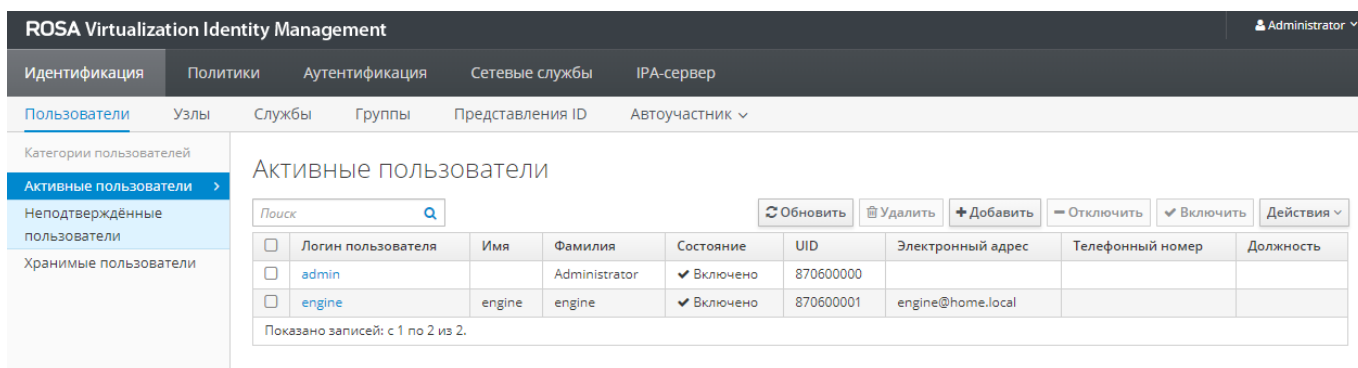 ROSA Virtualization Identity Management
Administrator
Идентификация Политики Аутентификация Сетевые службы IPA-сервер
Пользователи Узлы Службы Группы Представления ID Автоучастник
Категории пользователей
Активные пользователи
Неподтверждённые
пользователи
Хранимые пользователи
Активные пользователи
Поиск Обновить Удалить Добавить Отключить Включить Действия
Логин пользователя Имя Фамилия Состояние UID Электронный адрес Телефонный номер Должность
admin Administrator Включено 870600000
engine engine engine Включено 870600001 engine@home.local
Показано записей: с 1 по 2 из 2.